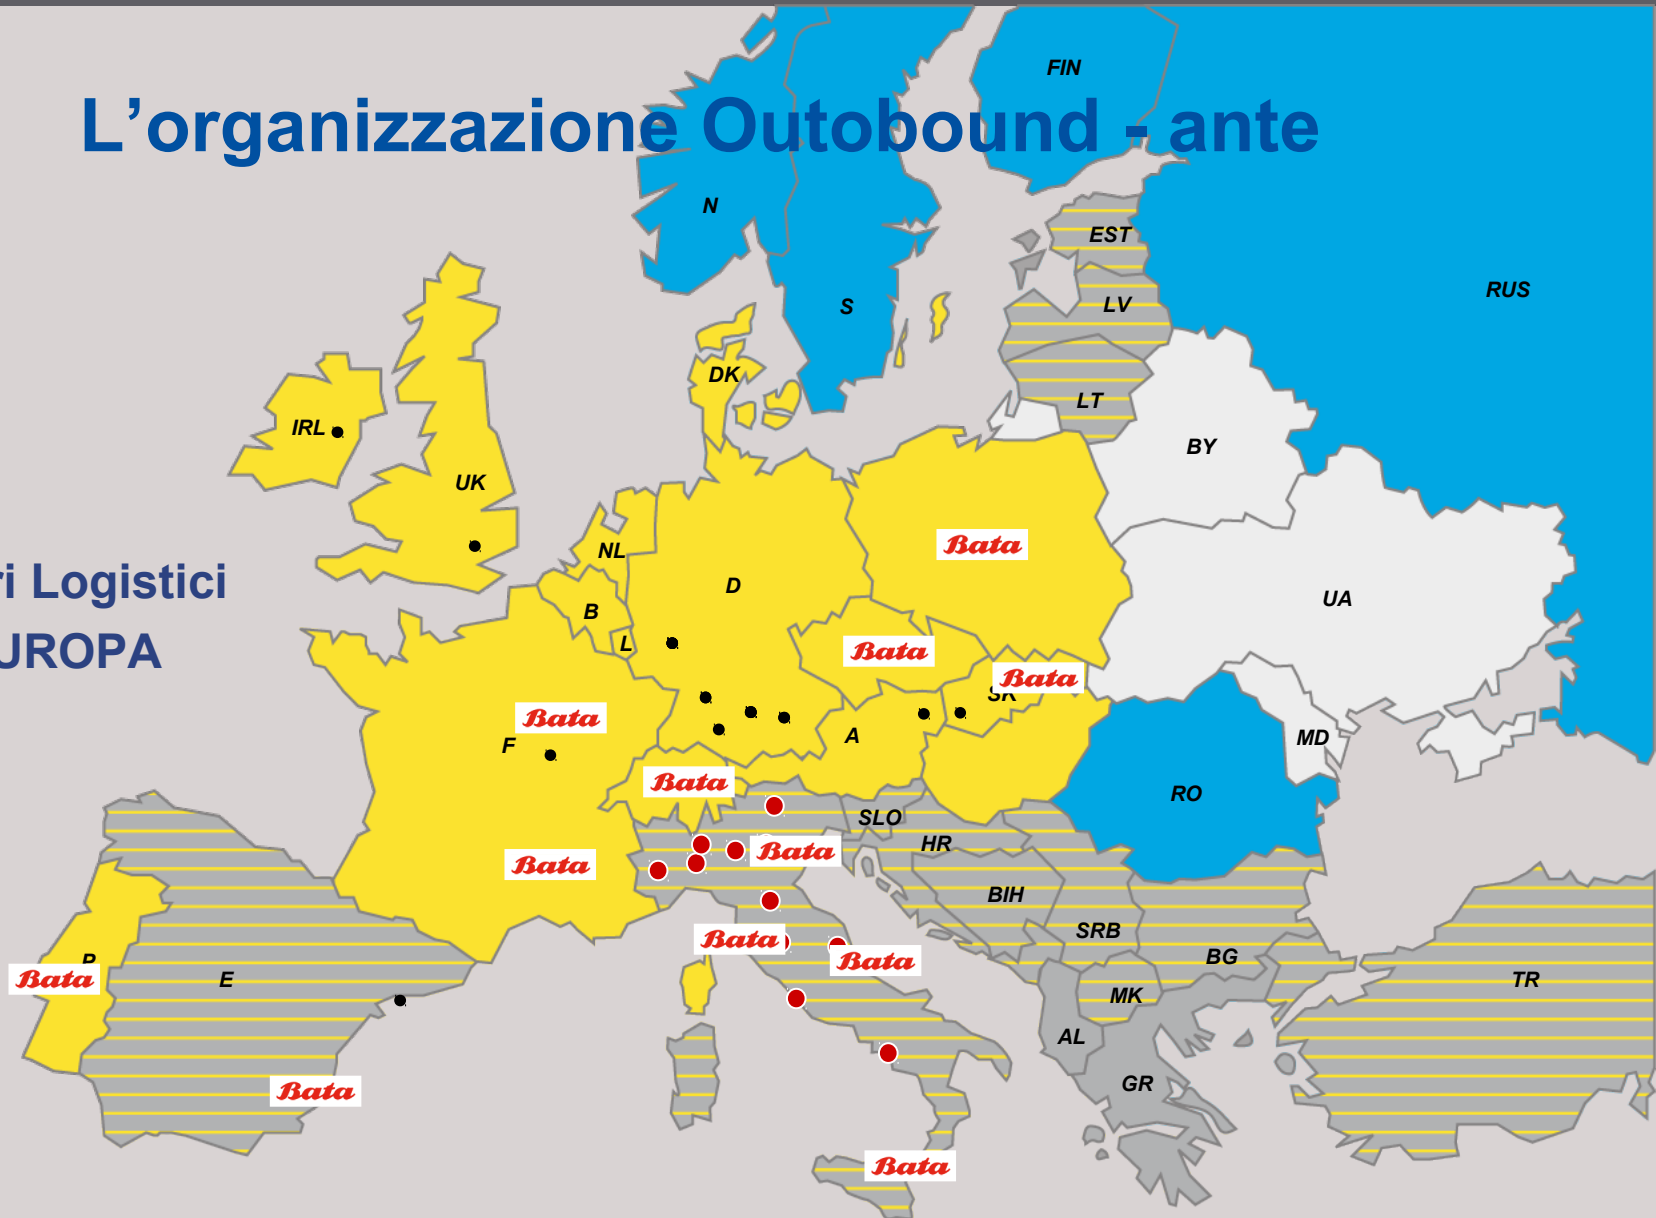 FIN
L’organizzazione Outobound - ante
N
EST
RUS
S
LV
DK
LT
IRL
BY
UK
Bata
NL
ri Logistici
D
UA
B
L
UROPA
Bata
Bata
SK
Bata
F
A
MD
Bata
RO
SLO
HR
Bata
Bata
BIH
SRB
Bata
BG
Bata
P
Bata
E
TR
MK
AL
GR
Bata
Bata